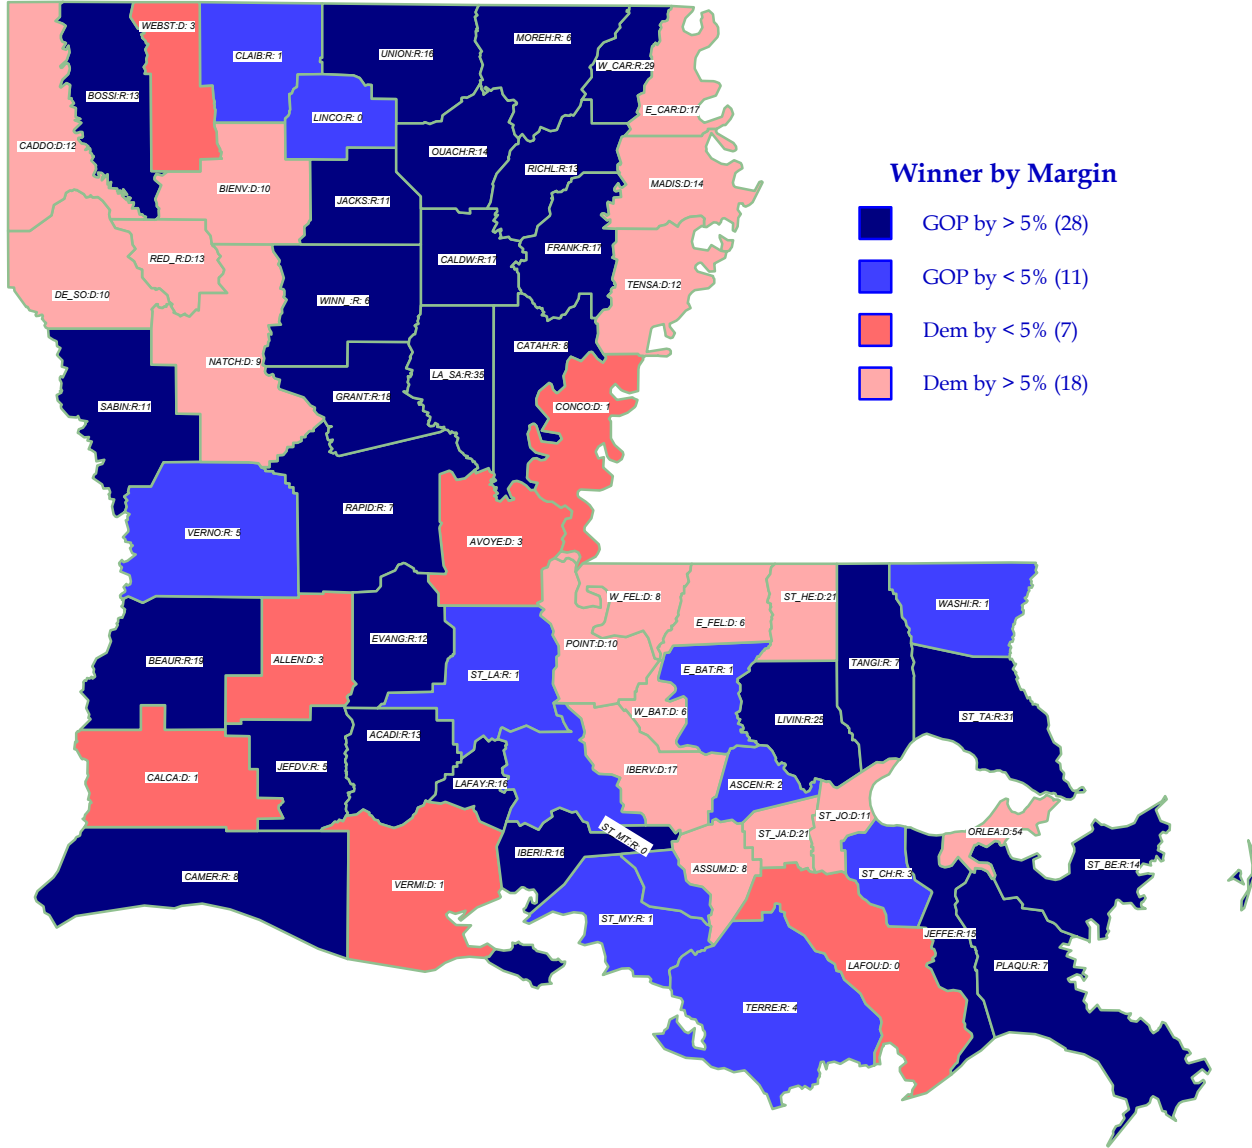 WEBST:D: 3
CLAIB:R: 1
UNION:R:16
MOREH:R: 6
W_CAR:R:29
BOSSI:R:13
E_CAR:D:17
LINCO:R: 0
CADDO:D:12
OUACH:R:14
RICHL:R:13
BIENV:D:10
JACKS:R:11
MADIS:D:14
Winner by Margin
GOP by > 5% (28)
GOP by < 5% (11)
Dem by < 5% (7)
Dem by > 5% (18)
RED_R:D:13
CALDW:R:17
FRANK:R:17
TENSA:D:12
DE_SO:D:10
WINN_:R: 6
CATAH:R: 8
NATCH:D: 9
LA_SA:R:35
GRANT:R:18
SABIN:R:11
CONCO:D: 1
RAPID:R: 7
VERNO:R: 5
AVOYE:D: 3
W_FEL:D: 8
ST_HE:D:21
WASHI:R: 1
E_FEL:D: 6
EVANG:R:12
POINT:D:10
BEAUR:R:19
ALLEN:D: 3
ST_LA:R: 1
E_BAT:R: 1
TANGI:R: 7
W_BAT:D: 6
LIVIN:R:25
ST_TA:R:31
ACADI:R:13
CALCA:D: 1
JEFDV:R: 5
LAFAY:R:16
IBERV:D:17
ASCEN:R: 2
ST_MT:R: 0
ST_JA:D:21
ST_JO:D:11
ORLEA:D:54
IBERI:R:16
ST_BE:R:14
CAMER:R: 8
VERMI:D: 1
ASSUM:D: 8
ST_CH:R: 3
ST_MY:R: 1
JEFFE:R:15
LAFOU:D: 0
PLAQU:R: 7
TERRE:R: 4